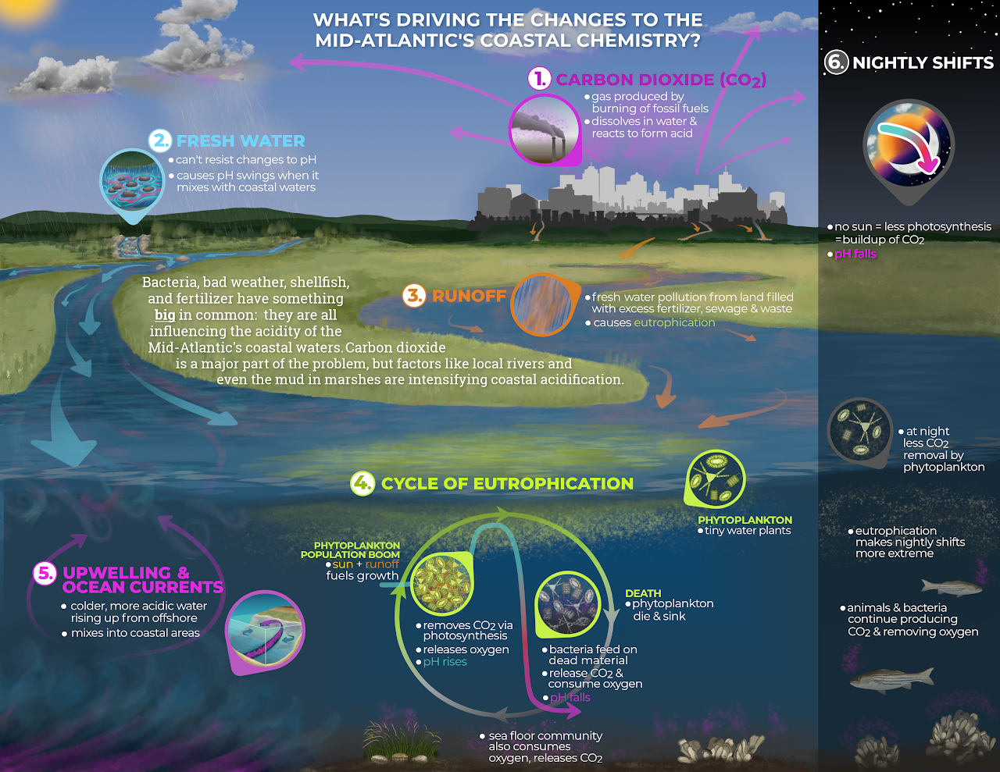 WHAT'S DRIVING THE CHANGES TO THE
MID-ATLANTIC'S COASTAL CHEMISTRY?
1. CARBON DIOXIDE (CO2)
• gas produced by
burning of fossil fuels
• dissolves in water &
reacts to form acid
2. FRESH WATER
• can't resist changes to pH
• causes pH swings when it
mixes with coastal waters
Bacteria, bad weather, shellfish,
and fertilizer have something
big in common: they are all
influencing the acidity of the
Mid-Atlantic's coastal waters. Carbon dioxide
is a major part of the problem, but factors like local rivers and
even the mud in marshes are intensifying coastal acidification.
3. RUNOFF
• fresh water pollution from land filled
with excess fertilizer, sewage & waste
• causes eutrophication
4. CYCLE OF EUTROPHICATION
PHYTOPLANKTON
• tiny water plants
PHYTOPLANKTON
POPULATION BOOM
• sun + runoff
fuels growth
• removes CO2 via
photosynthesis
• releases oxygen
• pH rises
DEATH
• phytoplankton
die & sink
• bacteria feed on
dead material
• release CO2 &
consume oxygen
• pH falls
• sea floor community
also consumes
oxygen, releases CO2
5. UPWELLING &
OCEAN CURRENTS
• colder, more acidic water
rising up from offshore
• mixes into coastal areas
6. NIGHTLY SHIFTS
• no sun = less photosynthesis
=buildup of CO2
• pH falls
• at night
less CO2
removal by
phytoplankton
• eutrophication
makes nightly shifts
more extreme
• animals & bacteria
continue producing
CO2 & removing oxygen